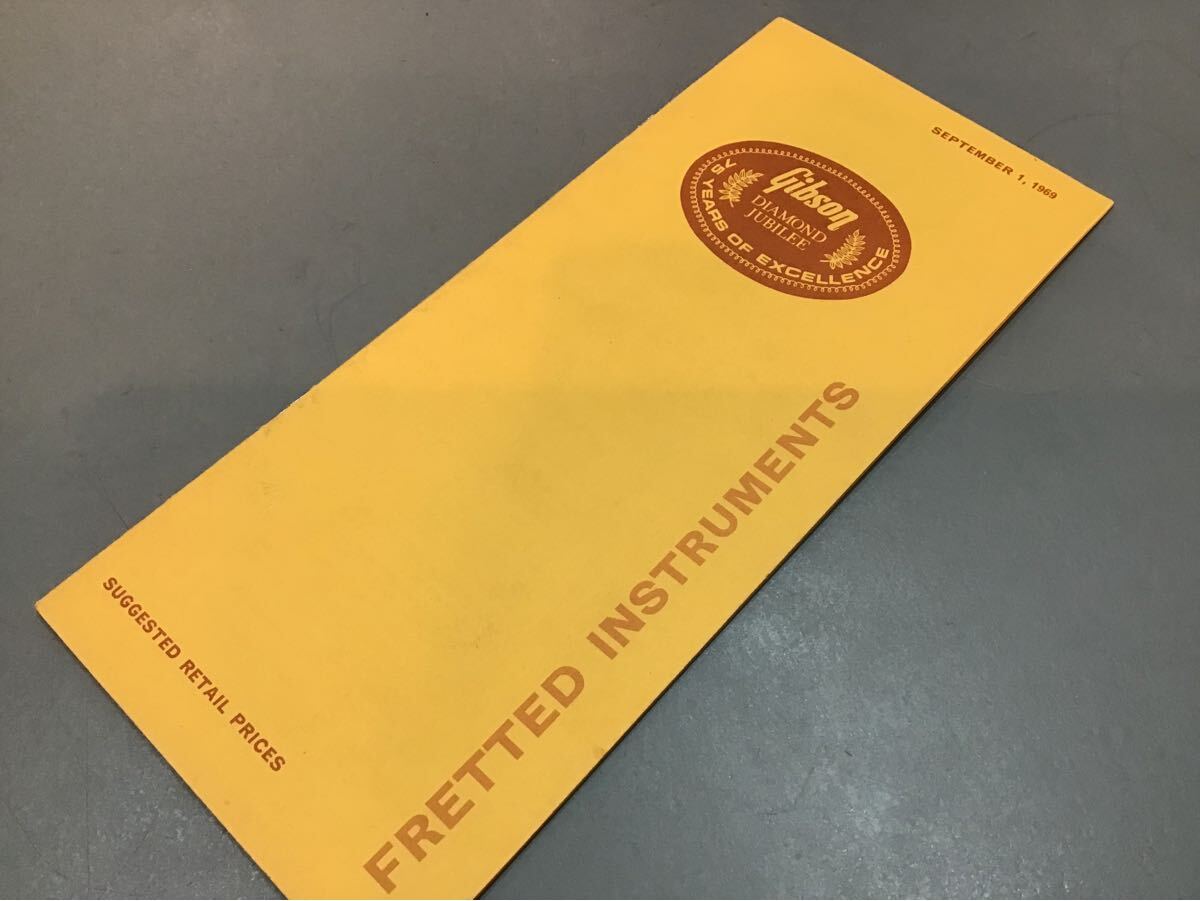 SEPTEMBER 1, 1969
Gibson
DIAMOND
JUBILEE
75 YEARS OF EXCELLENCE
FRETTED INSTRUMENTS
SUGGESTED RETAIL PRICES